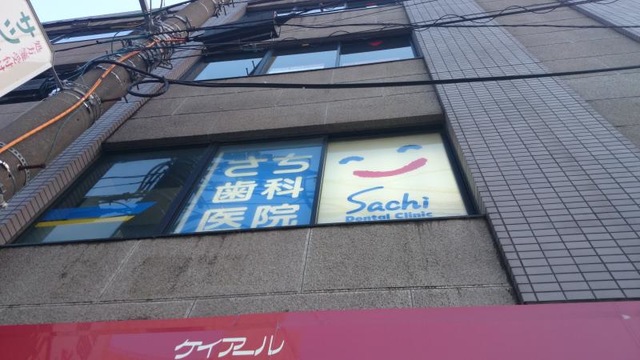 さち
歯科
医院
Sachi
Dental Clinic
ケイアール